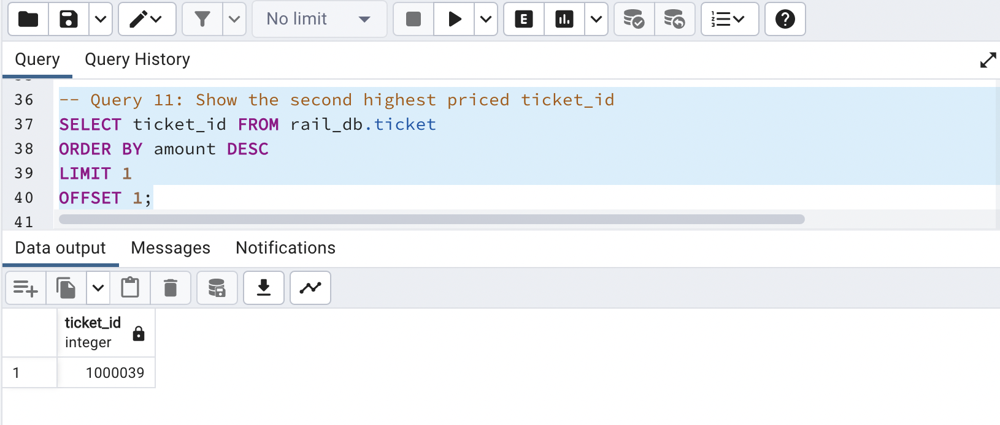 No limit
E
Query Query History
36 -- Query 11: Show the second highest priced ticket_id
37 SELECT ticket_id FROM rail_db.ticket
38 ORDER BY amount DESC
39 LIMIT 1
40 OFFSET 1;
41
Data output Messages Notifications
ticket_id
integer
1 1000039